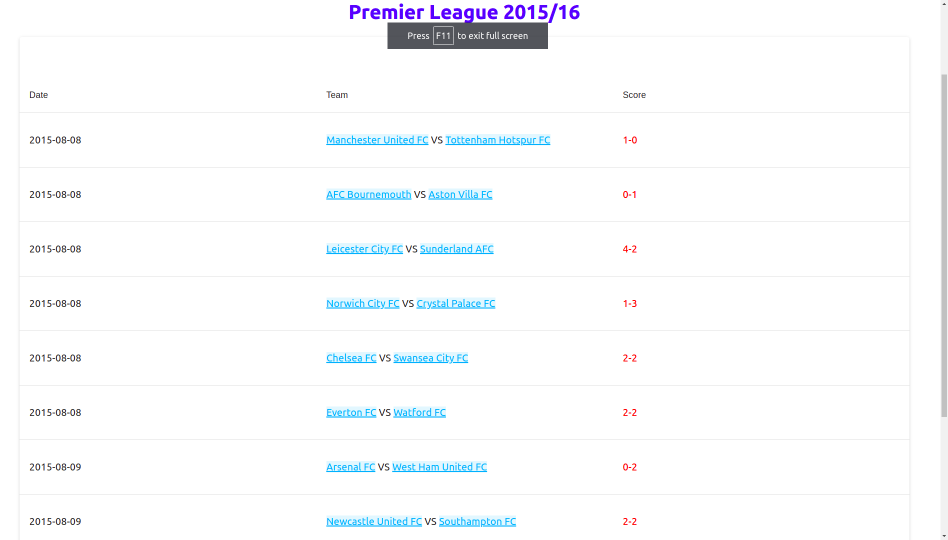 Premier League 2015/16
Press F11 to exit full screen
Date Team Score
2015-08-08 Manchester United FC VS Tottenham Hotspur FC 1-0
2015-08-08 AFC Bournemouth VS Aston Villa FC 0-1
2015-08-08 Leicester City FC VS Sunderland AFC 4-2
2015-08-08 Norwich City FC VS Crystal Palace FC 1-3
2015-08-08 Chelsea FC VS Swansea City FC 2-2
2015-08-08 Everton FC VS Watford FC 2-2
2015-08-09 Arsenal FC VS West Ham United FC 0-2
2015-08-09 Newcastle United FC VS Southampton FC 2-2